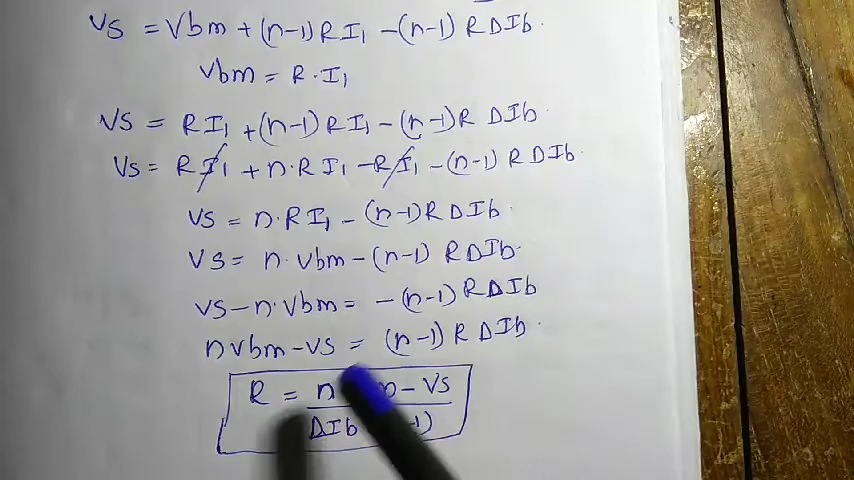 VS = Vbm + (n-1) R I₁ - (n-1) R ΔIb
Vbm = R · I₁
VS = R I₁ + (n-1) R I₁ - (n-1) R ΔIb
VS = R I₁ + n · R I₁ - R I₁ - (n-1) R ΔIb
VS = n · R I₁ - (n-1) R ΔIb
VS = n · Vbm - (n-1) R ΔIb
VS - n · Vbm = - (n-1) R ΔIb
n Vbm - VS = (n-1) R ΔIb
R = n m - VS
ΔIb -1)